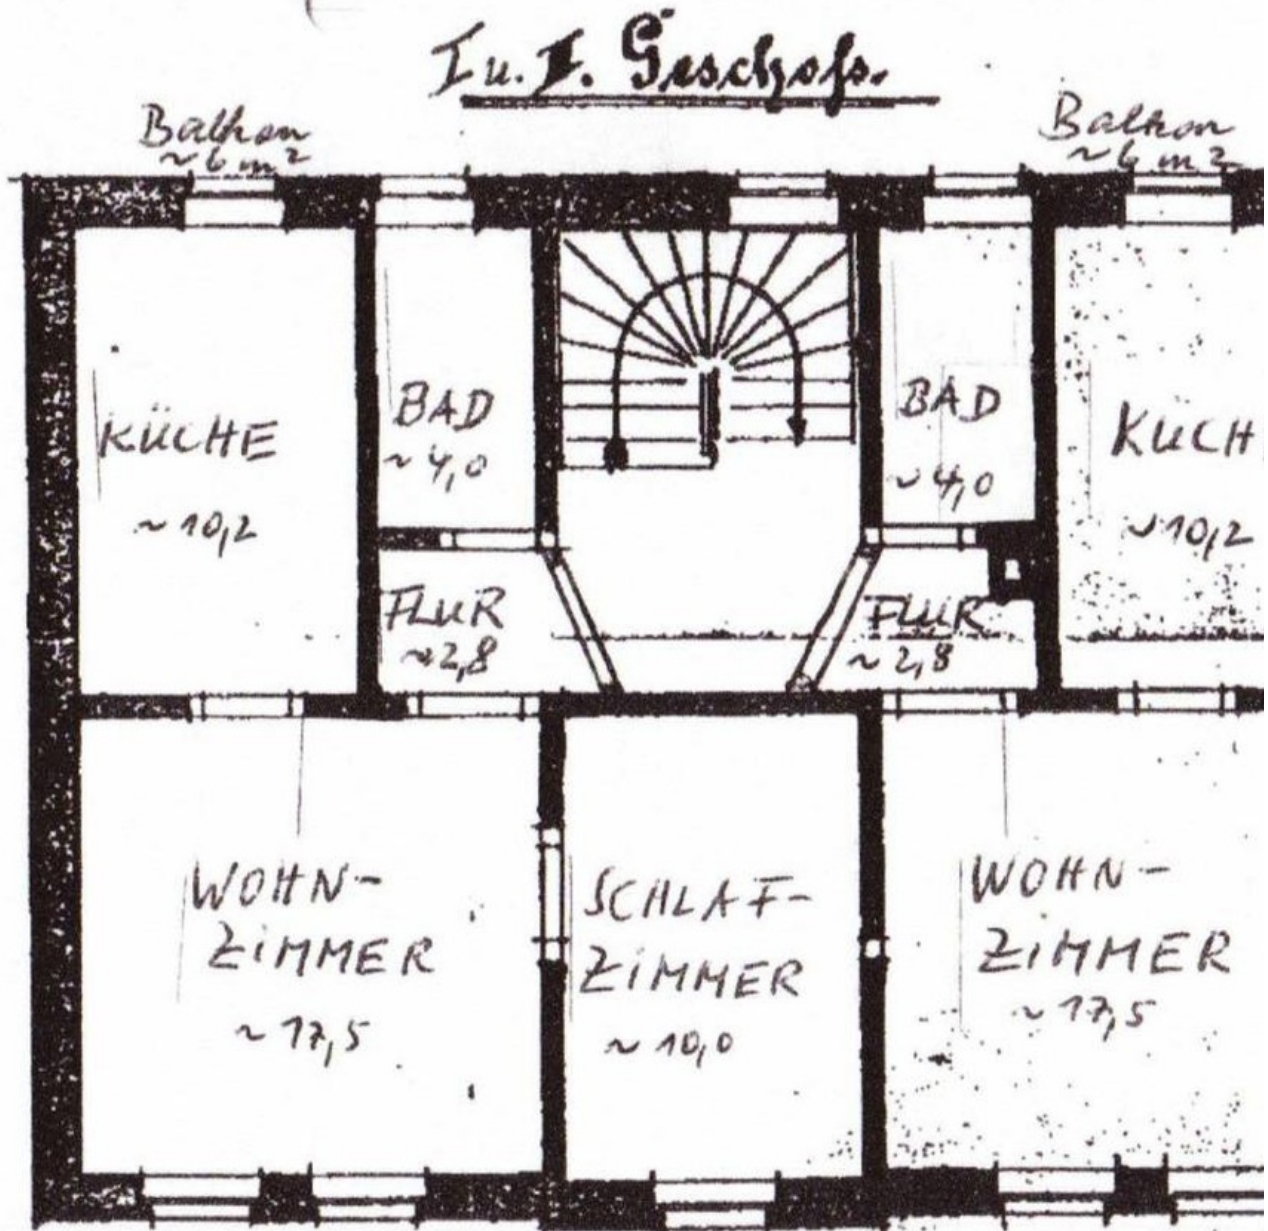 I u. II. Geschoſs.
Balkon
~ 6 m²
Balkon
~ 6 m²
KÜCHE
~ 10,2
BAD
~ 4,0
BAD
~ 4,0
KÜCH
~ 10,2
FLUR
~ 2,8
FLUR
~ 2,8
WOHN-
ZIMMER
~ 17,5
SCHLAF-
ZIMMER
~ 10,0
WOHN-
ZIMMER
~ 17,5